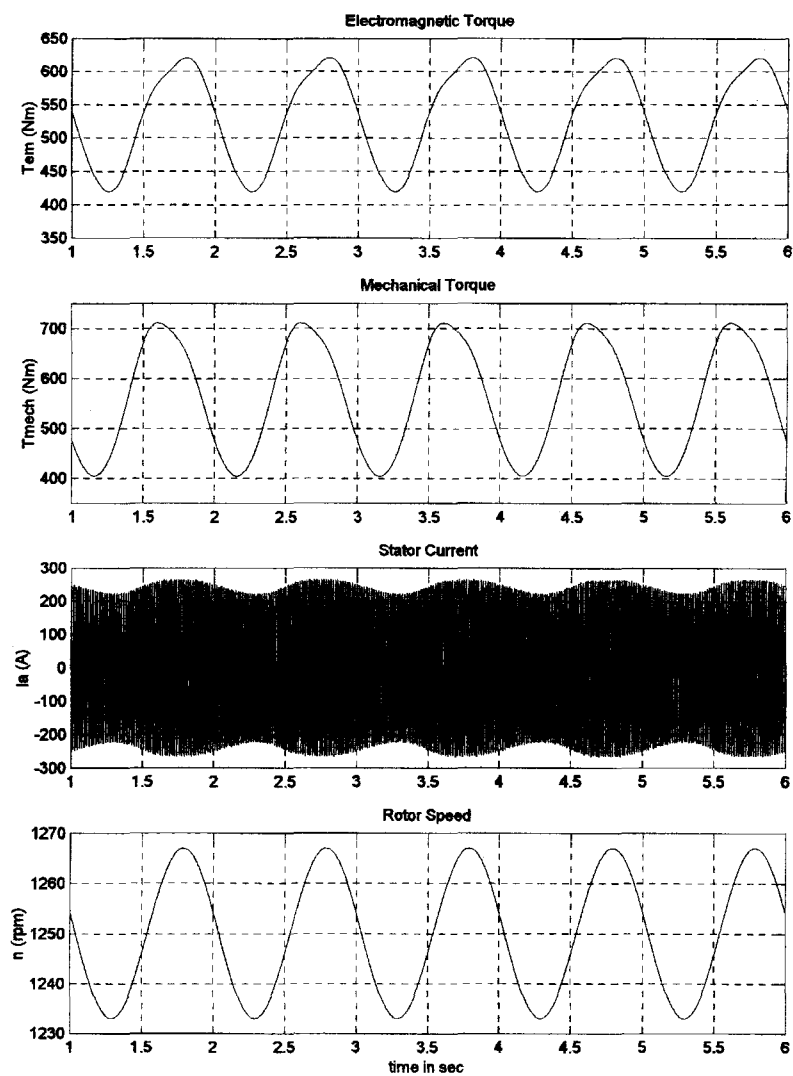 Electromagnetic Torque
650
600
550
500
450
400
350
Tem (Nm)
1 1.5 2 2.5 3 3.5 4 4.5 5 5.5 6
Mechanical Torque
700
600
500
400
Tmech (Nm)
1 1.5 2 2.5 3 3.5 4 4.5 5 5.5 6
Stator Current
300
200
100
0
-100
-200
-300
Ia (A)
1 1.5 2 2.5 3 3.5 4 4.5 5 5.5 6
Rotor Speed
1270
1260
1250
1240
1230
n (rpm)
1 1.5 2 2.5 3 3.5 4 4.5 5 5.5 6
time in sec